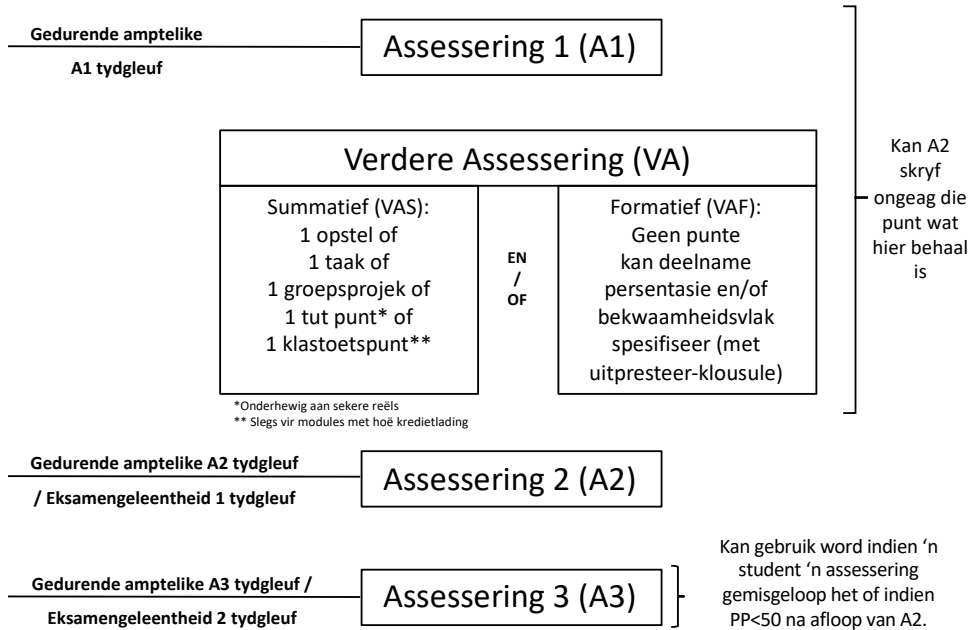 Gedurende amptelike
A1 tydgleuf
Assessering 1 (A1)
Verdere Assessering (VA)
Summatief (VAS):
1 opstel of
1 taak of
1 groepsprojek of
1 tut punt* of
1 klastoetspunt**
EN
/
OF
Formatief (VAF):
Geen punte
kan deelname
persentasie en/of
bekwaamheidsvlak
spesifiseer (met
uitpresteer-klousule)
*Onderhewig aan sekere reëls
** Slegs vir modules met hoë kredietlading
Kan A2
skryf
ongeag die
punt wat
hier behaal
is
Gedurende amptelike A2 tydgleuf
/ Eksamengeleentheid 1 tydgleuf
Assessering 2 (A2)
Gedurende amptelike A3 tydgleuf /
Eksamengeleentheid 2 tydgleuf
Assessering 3 (A3)
Kan gebruik word indien ‘n
student ‘n assessering
gemisgeloop het of indien
PP<50 na afloop van A2.